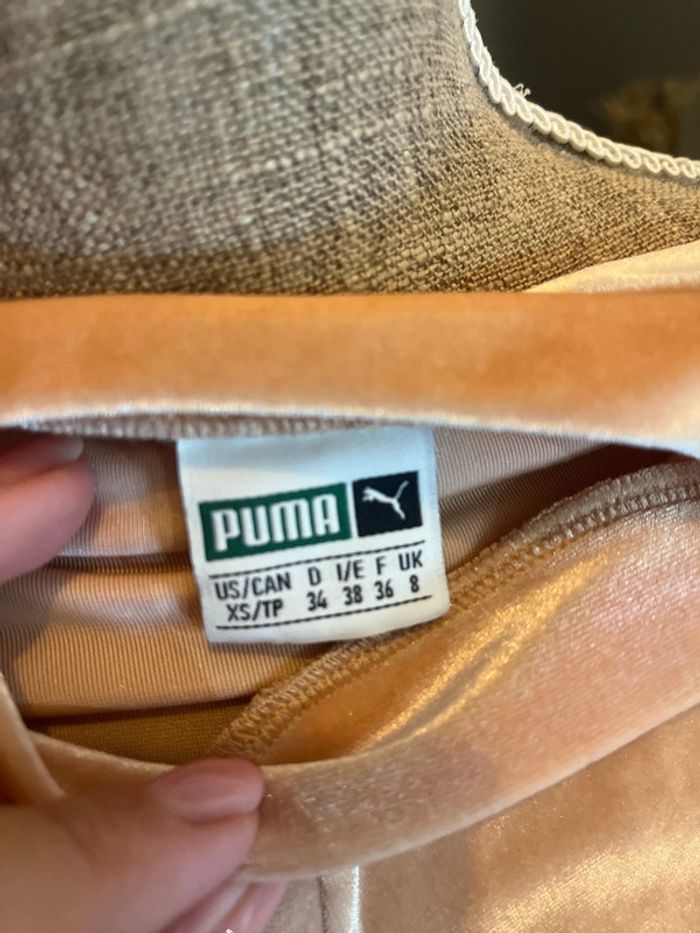 PUMA
US/CAN D I/E F UK
XS/TP 34 38 36 8